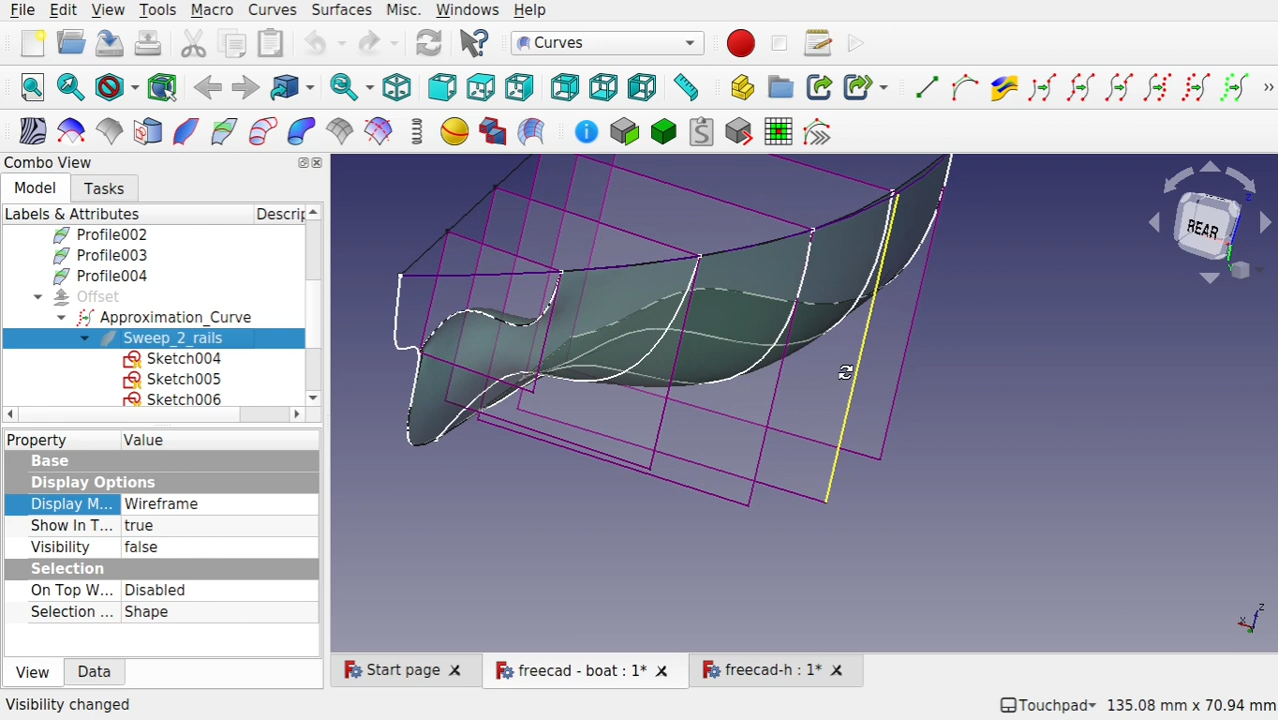 File Edit View Tools Macro Curves Surfaces Misc. Windows Help
Curves
Combo View
Model Tasks
Labels & Attributes Descrip
Profile002
Profile003
Profile004
Offset
Approximation_Curve
Sweep_2_rails
Sketch004
Sketch005
Sketch006
Property Value
Base
Display Options
Display M... Wireframe
Show In T... true
Visibility false
Selection
On Top W... Disabled
Selection ... Shape
View Data
REAR
Z
Z
X
Start page
freecad - boat : 1*
freecad-h : 1*
Visibility changed
Touchpad 135.08 mm x 70.94 mm